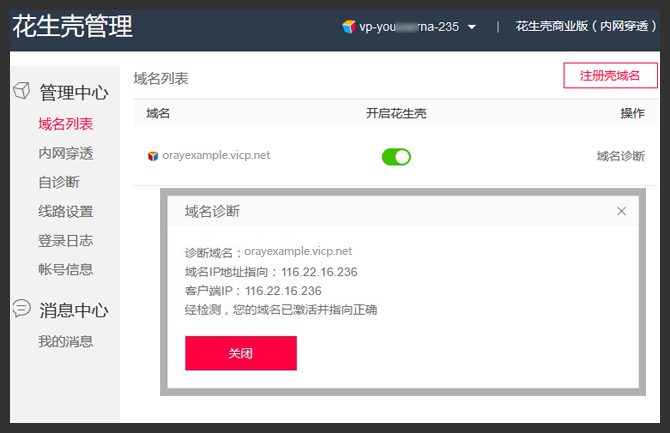 花生壳管理
vp-you rna-235 | 花生壳商业版（内网穿透）
管理中心
域名列表
内网穿透
自诊断
线路设置
登录日志
帐号信息
消息中心
我的消息
域名列表
注册壳域名
域名 开启花生壳 操作
orayexample.vicp.net 域名诊断
域名诊断 ×
诊断域名：orayexample.vicp.net
域名IP地址指向：116.22.16.236
客户端IP：116.22.16.236
经检测，您的域名已激活并指向正确
关闭